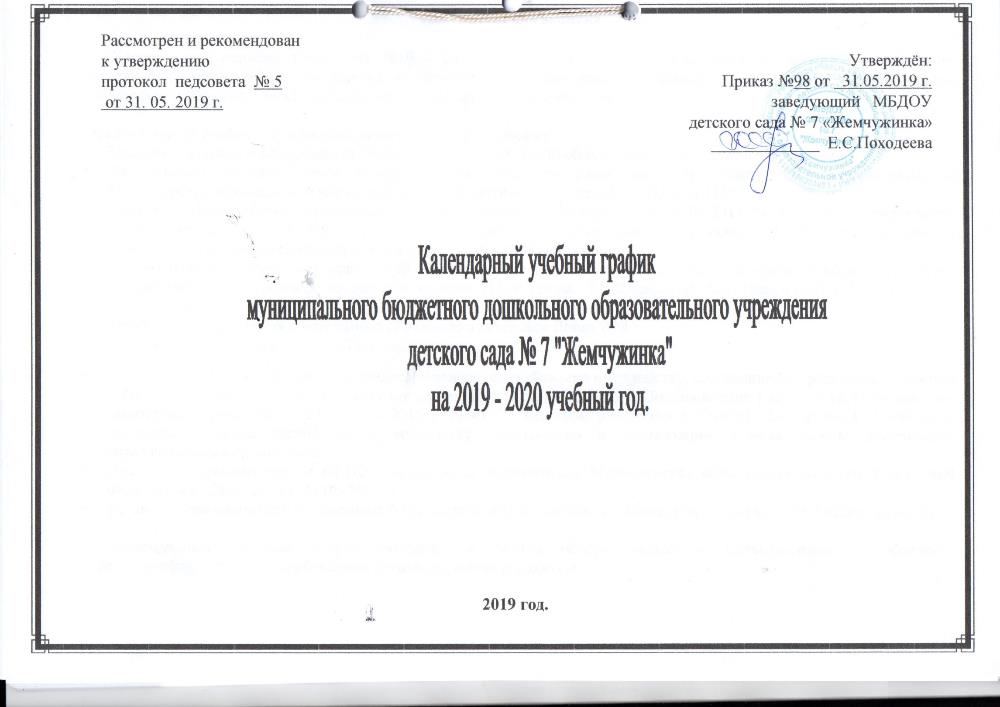 Рассмотрен и рекомендован
к утверждению
протокол педсовета № 5
от 31. 05. 2019 г.
Утверждён:
Приказ №98 от 31.05.2019 г.
заведующий МБДОУ
детского сада № 7 «Жемчужинка»
Е.С.Походеева
Календарный учебный график
муниципального бюджетного дошкольного образовательного учреждения
детского сада № 7 "Жемчужинка"
на 2019 - 2020 учебный год.
2019 год.